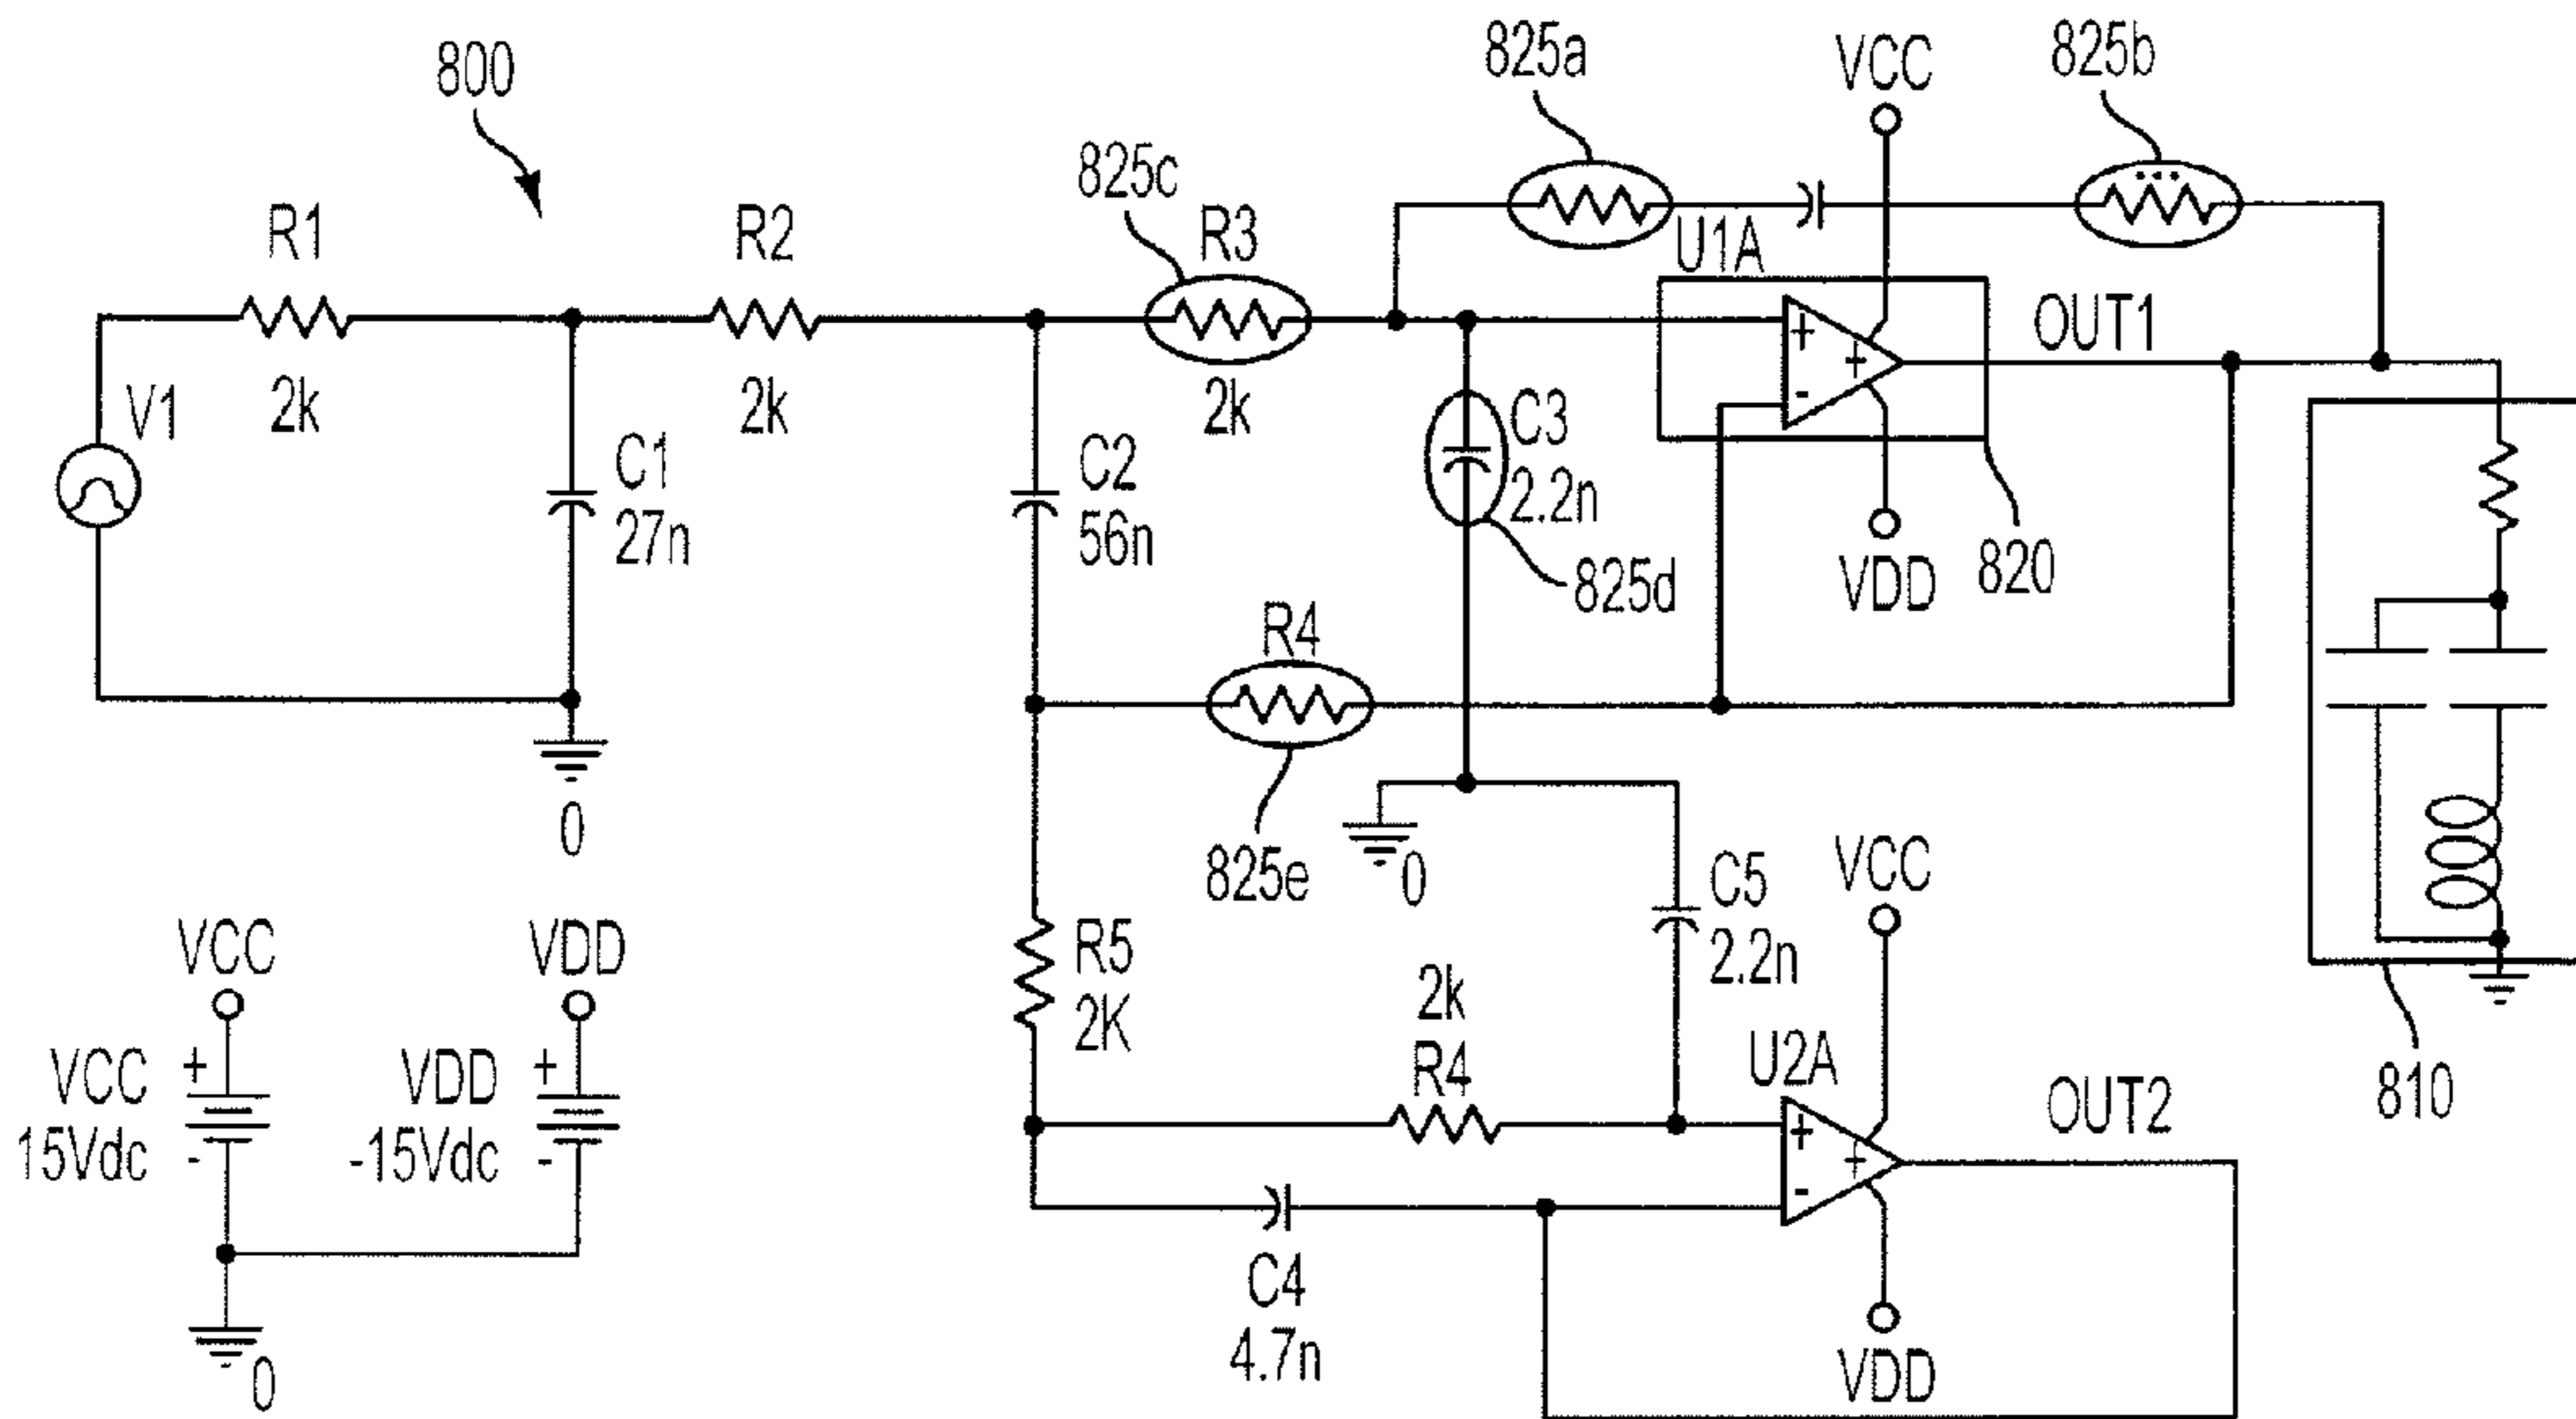 800
825a
VCC
825b
825c
R1
R2
R3
U1A
OUT1
2k
2k
2k
V1
+
+
-
C1
27n
C2
56n
C3
2.2n
825d
VDD
820
R4
825e
0
0
VCC
VDD
VCC
15Vdc
+
-
VDD
-15Vdc
+
-
0
R5
2K
2k
R4
C5
2.2n
VCC
U2A
+
+
-
OUT2
C4
4.7n
VDD
810